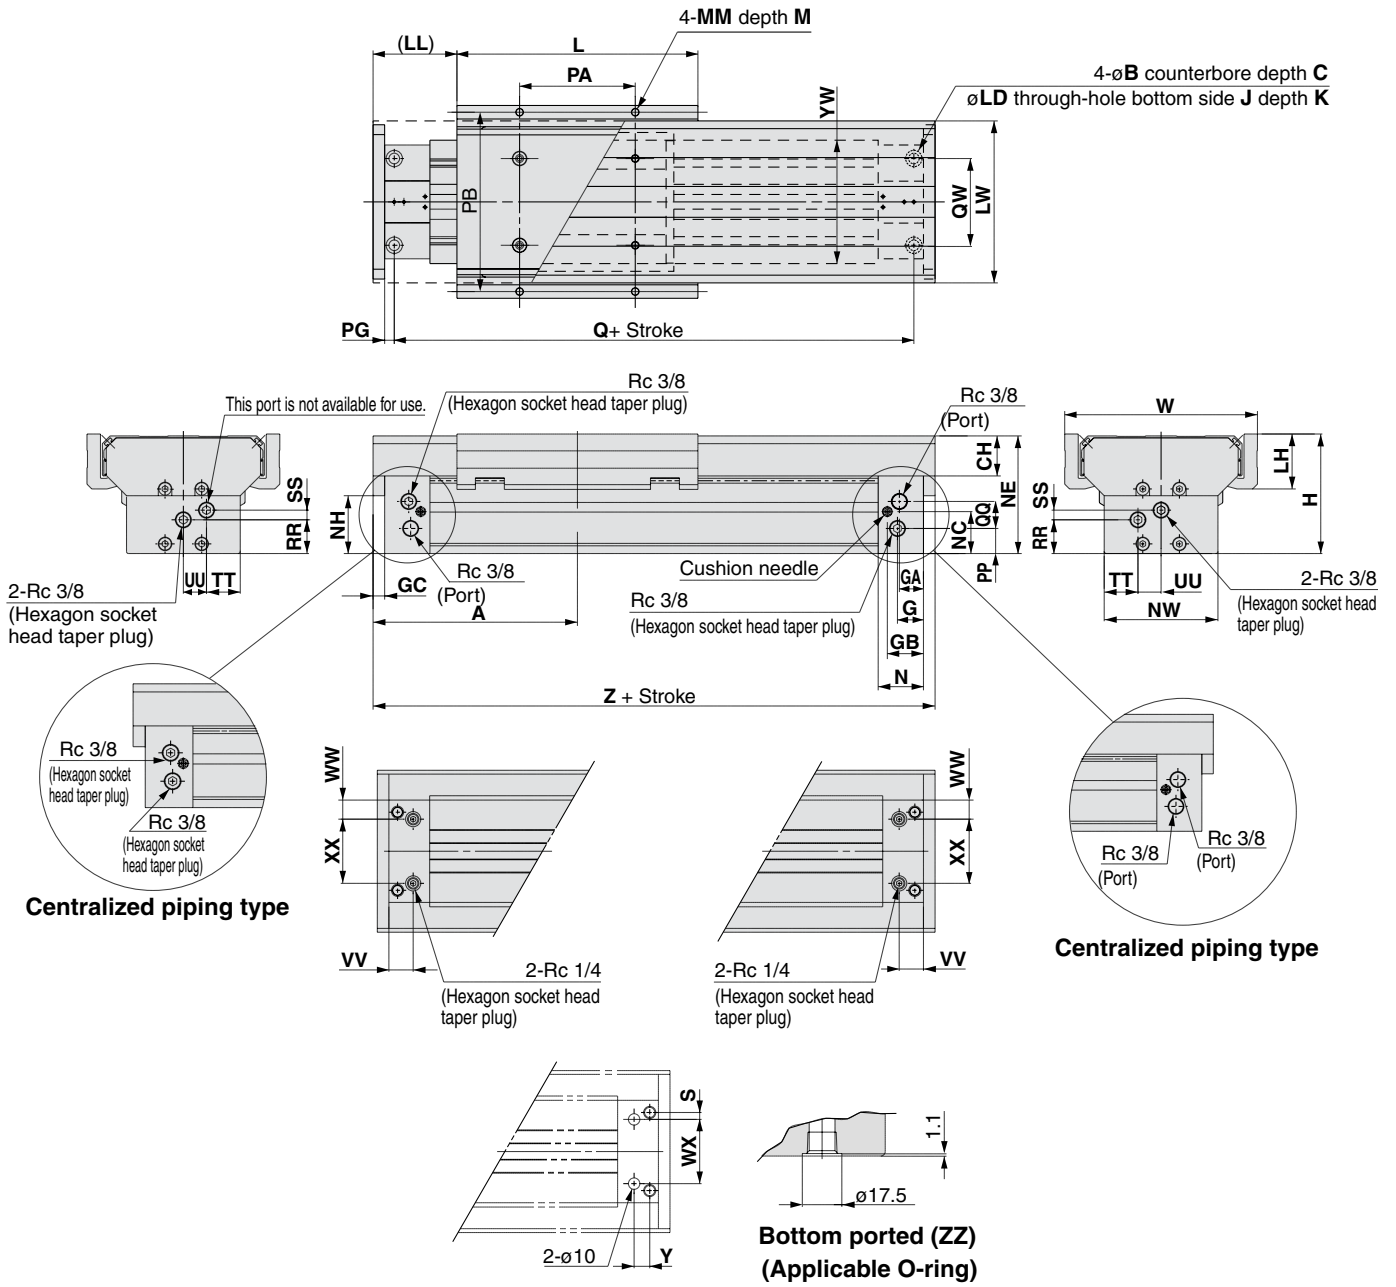 4-MM depth M
(LL)
L
PA
4-øB counterbore depth C
øLD through-hole bottom side J depth K
YW
PB
QW
LW
PG
Q+ Stroke
Rc 3/8
(Hexagon socket head taper plug)
This port is not available for use.
Rc 3/8
(Port)
W
SS
RR
UU
TT
2-Rc 3/8
(Hexagon socket
head taper plug)
NH
GC
A
Rc 3/8
(Port)
Cushion needle
Rc 3/8
(Hexagon socket head taper plug)
CH
NE
QQ
NC
PP
GA
G
GB
N
Z + Stroke
LH
H
SS
RR
TT
UU
NW
2-Rc 3/8
(Hexagon socket head
taper plug)
Rc 3/8
(Hexagon socket
head taper plug)
Rc 3/8
(Hexagon socket
head taper plug)
Centralized piping type
WW
XX
VV
2-Rc 1/4
(Hexagon socket head
taper plug)
WW
XX
VV
2-Rc 1/4
(Hexagon socket head
taper plug)
Rc 3/8
(Port)
Rc 3/8
(Port)
Centralized piping type
S
WX
2-ø10
Y
1.1
ø17.5
Bottom ported (ZZ)
(Applicable O-ring)